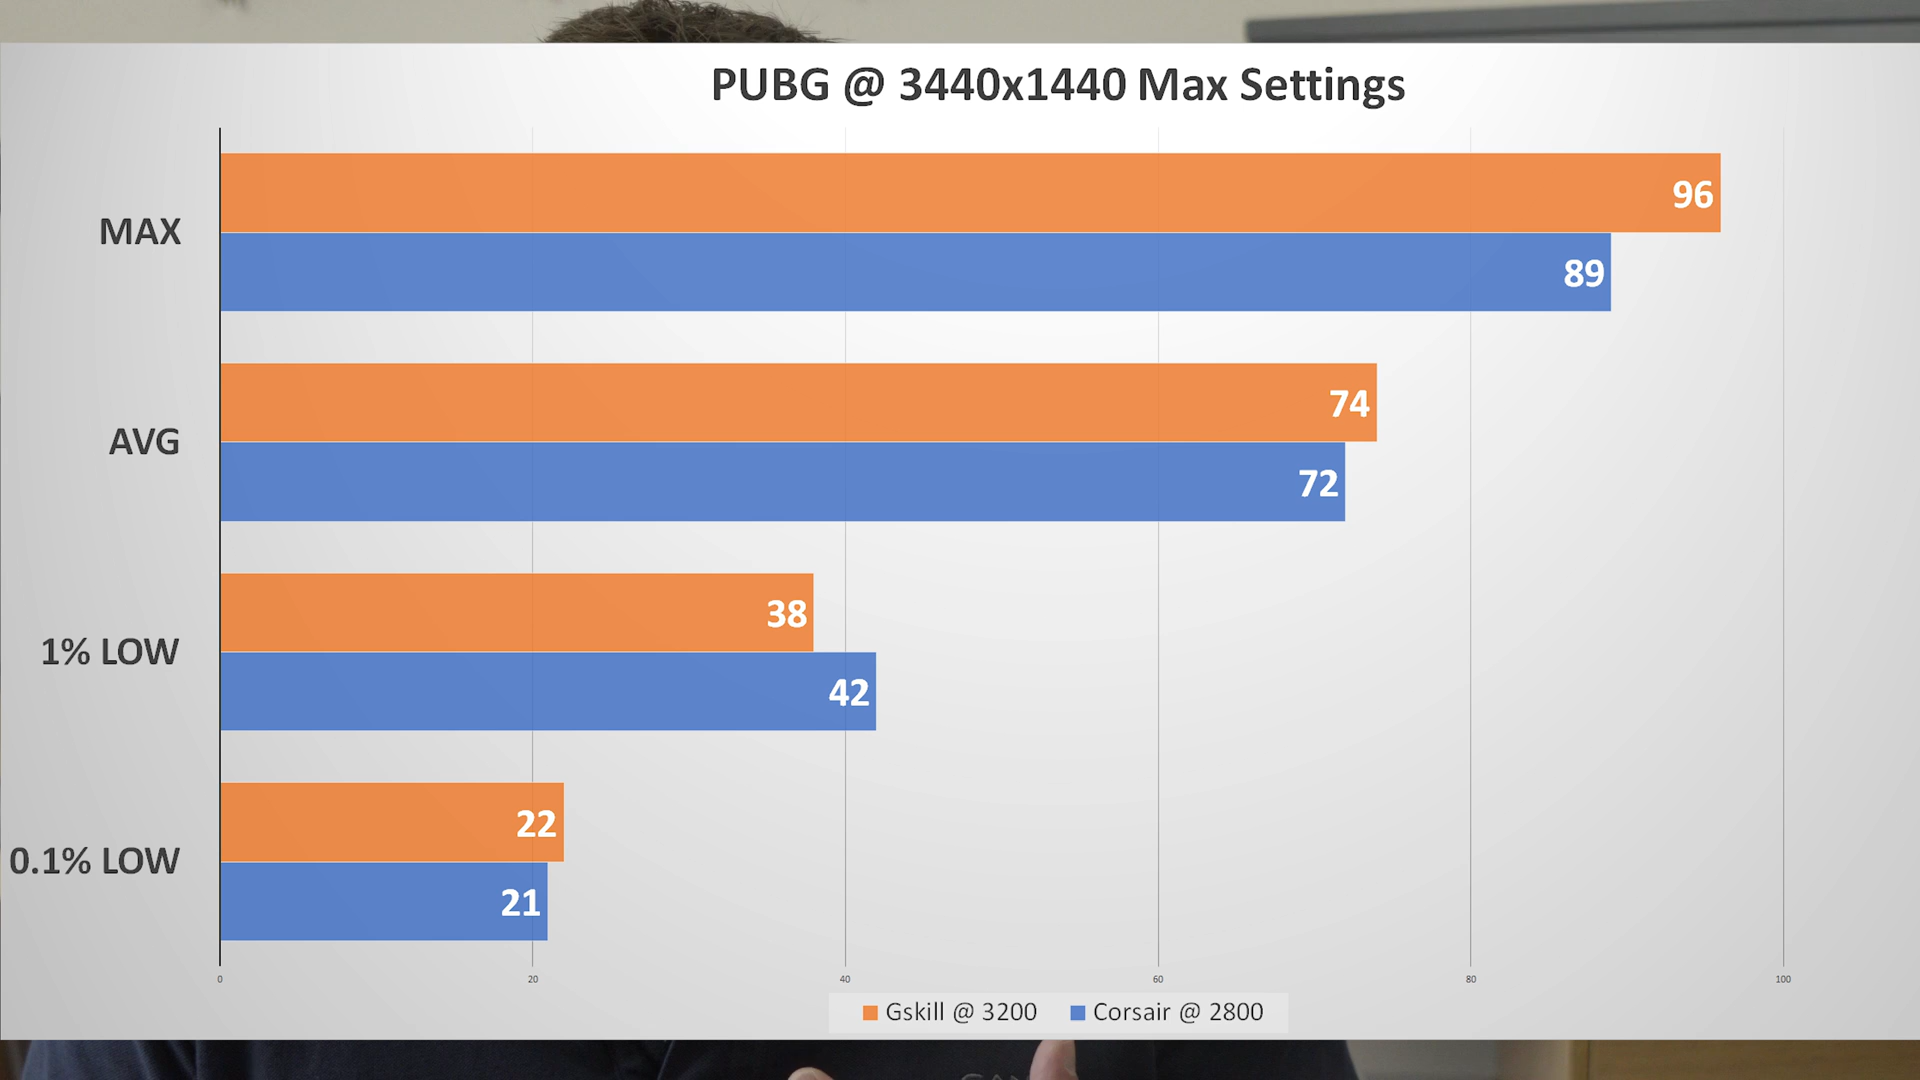 PUBG @ 3440x1440 Max Settings
MAX
96
89
AVG
74
72
1% LOW
38
42
0.1% LOW
22
21
0 20 40 60 80 100
Gskill @ 3200 Corsair @ 2800